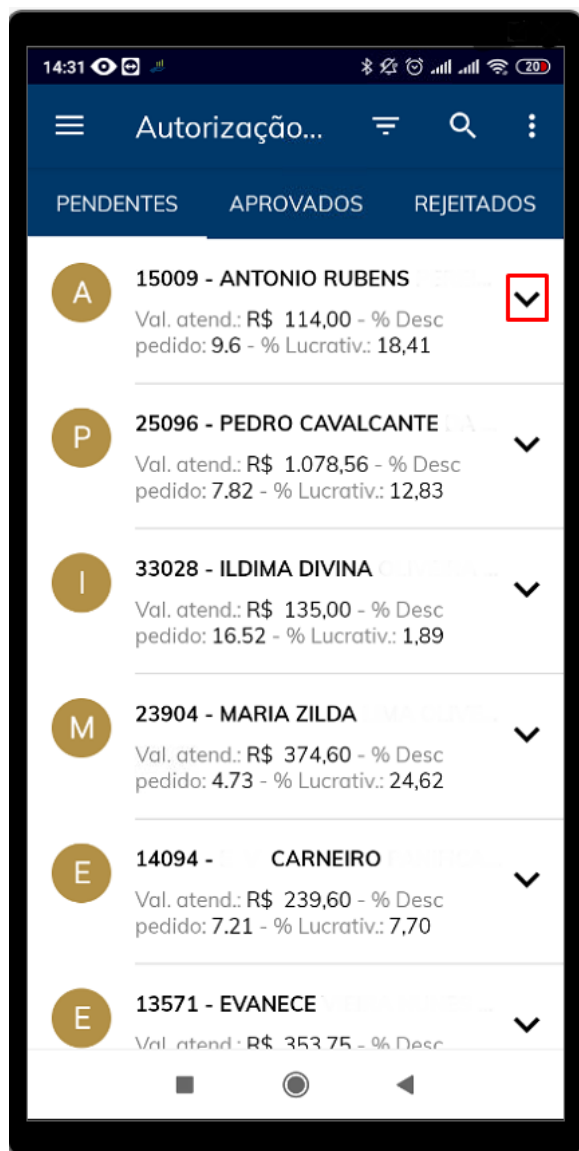 14:31
20
Autorização...
PENDENTES APROVADOS REJEITADOS
A
15009 - ANTONIO RUBENS
Val. atend.: R$ 114,00 - % Desc
pedido: 9.6 - % Lucrativ.: 18,41
P
25096 - PEDRO CAVALCANTE
Val. atend.: R$ 1.078,56 - % Desc
pedido: 7.82 - % Lucrativ.: 12,83
I
33028 - ILDIMA DIVINA
Val. atend.: R$ 135,00 - % Desc
pedido: 16.52 - % Lucrativ.: 1,89
M
23904 - MARIA ZILDA
Val. atend.: R$ 374,60 - % Desc
pedido: 4.73 - % Lucrativ.: 24,62
E
14094 - CARNEIRO
Val. atend.: R$ 239,60 - % Desc
pedido: 7.21 - % Lucrativ.: 7,70
E
13571 - EVANECE
Val. atend.: R$ 353,75 - % Desc